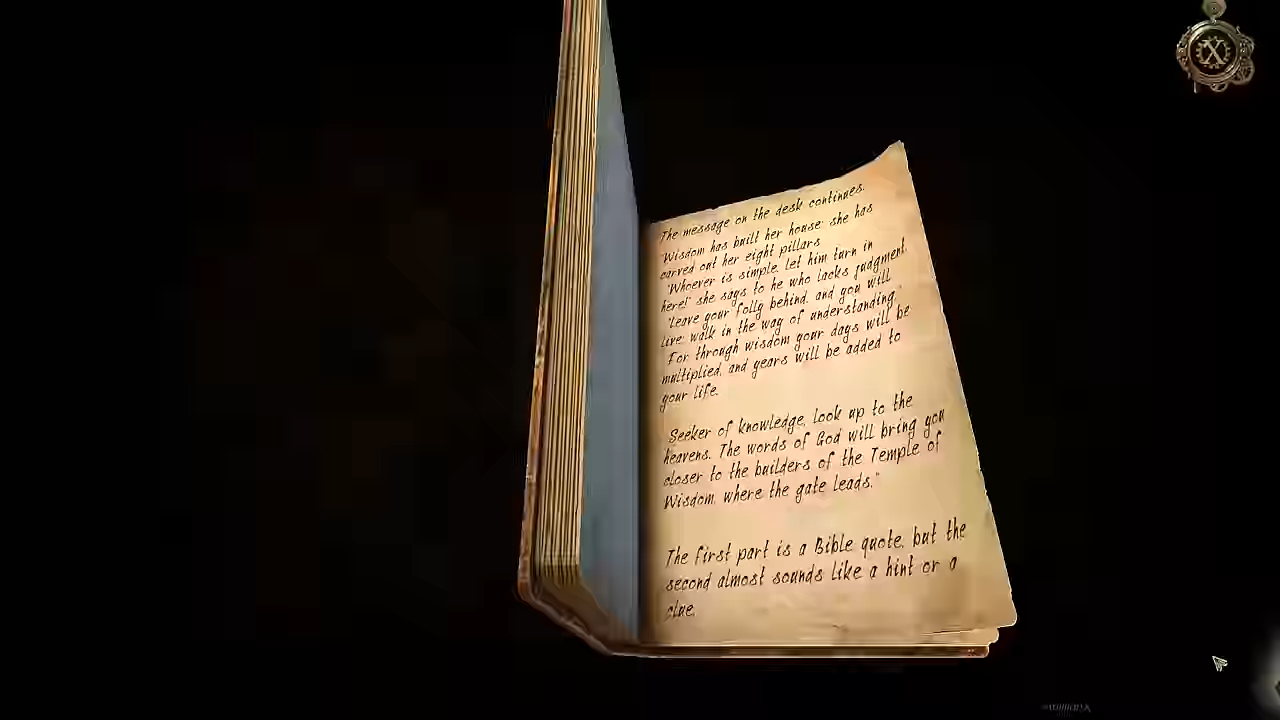 The message on the desk continues.
"Wisdom has built her house; she has
carved out her eight pillars.
"Whoever is simple, let him turn in
here!" she says to he who lacks judgment.
"Leave your folly behind, and you will
live; walk in the way of understanding."
For through wisdom your days will be
multiplied, and years will be added to
your life.
Seeker of knowledge, look up to the
heavens. The words of God will bring you
closer to the builders of the Temple of
Wisdom, where the gate leads."
The first part is a Bible quote, but the
second almost sounds like a hint or a
clue.
X